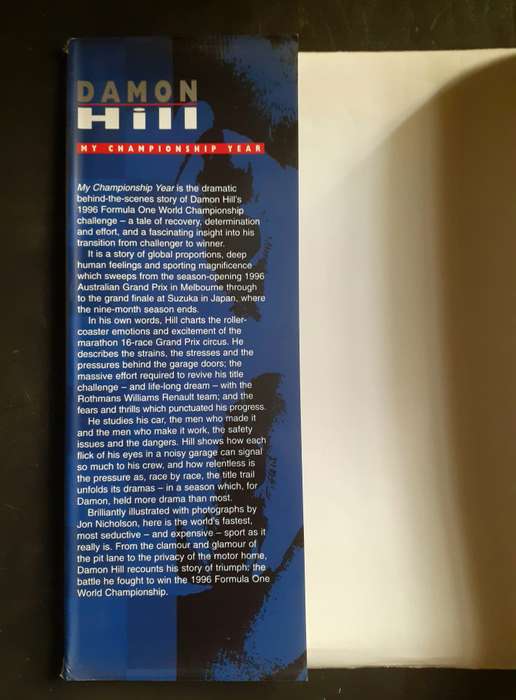 DAMON
Hill
MY CHAMPIONSHIP YEAR
My Championship Year is the dramatic
behind-the-scenes story of Damon Hill's
1996 Formula One World Championship
challenge – a tale of recovery, determination
and effort, and a fascinating insight into his
transition from challenger to winner.
It is a story of global proportions, deep
human feelings and sporting magnificence
which sweeps from the season-opening 1996
Australian Grand Prix in Melbourne through
to the grand finale at Suzuka in Japan, where
the nine-month season ends.
In his own words, Hill charts the roller-
coaster emotions and excitement of the
marathon 16-race Grand Prix circus. He
describes the strains, the stresses and the
pressures behind the garage doors; the
massive effort required to revive his title
challenge – and life-long dream – with the
Rothmans Williams Renault team; and the
fears and thrills which punctuated his progress.
He studies his car, the men who made it
and the men who make it work, the safety
issues and the dangers. Hill shows how each
flick of his eyes in a noisy garage can signal
so much to his crew, and how relentless is
the pressure as, race by race, the title trail
unfolds its dramas – in a season which, for
Damon, held more drama than most.
Brilliantly illustrated with photographs by
Jon Nicholson, here is the world's fastest,
most seductive – and expensive – sport as it
really is. From the clamour and glamour of
the pit lane to the privacy of the motor home,
Damon Hill recounts his story of triumph: the
battle he fought to win the 1996 Formula One
World Championship.